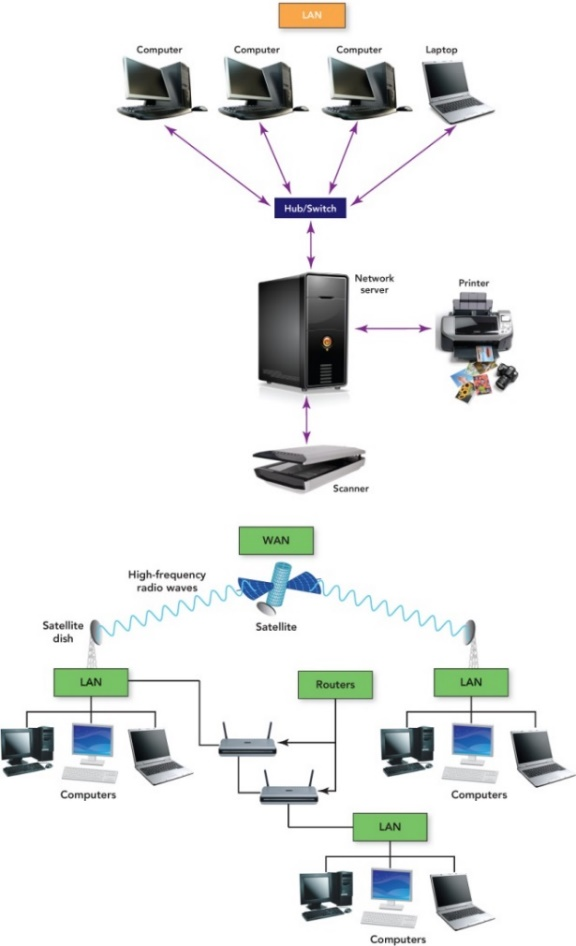 LAN
Computer
Computer
Computer
Laptop
Hub/Switch
Network
server
Printer
Scanner
WAN
High-frequency
radio waves
Satellite
dish
Satellite
LAN
Routers
LAN
Computers
Computers
LAN
Computers